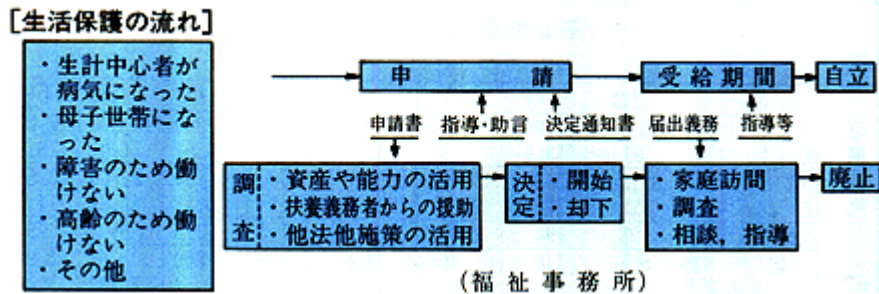 [生活保護の流れ]
・生計中心者が
病気になった
・母子世帯にな
った
・障害のため働
けない
・高齢のため働
けない
・その他
申請
受給期間
自立
申請書
指導・助言
決定通知書
届出義務
指導等
調査
・資産や能力の活用
・扶養義務者からの援助
・他法他施策の活用
決定
・開始
・却下
・家庭訪問
・調査
・相談，指導
廃止
(福祉事務所)